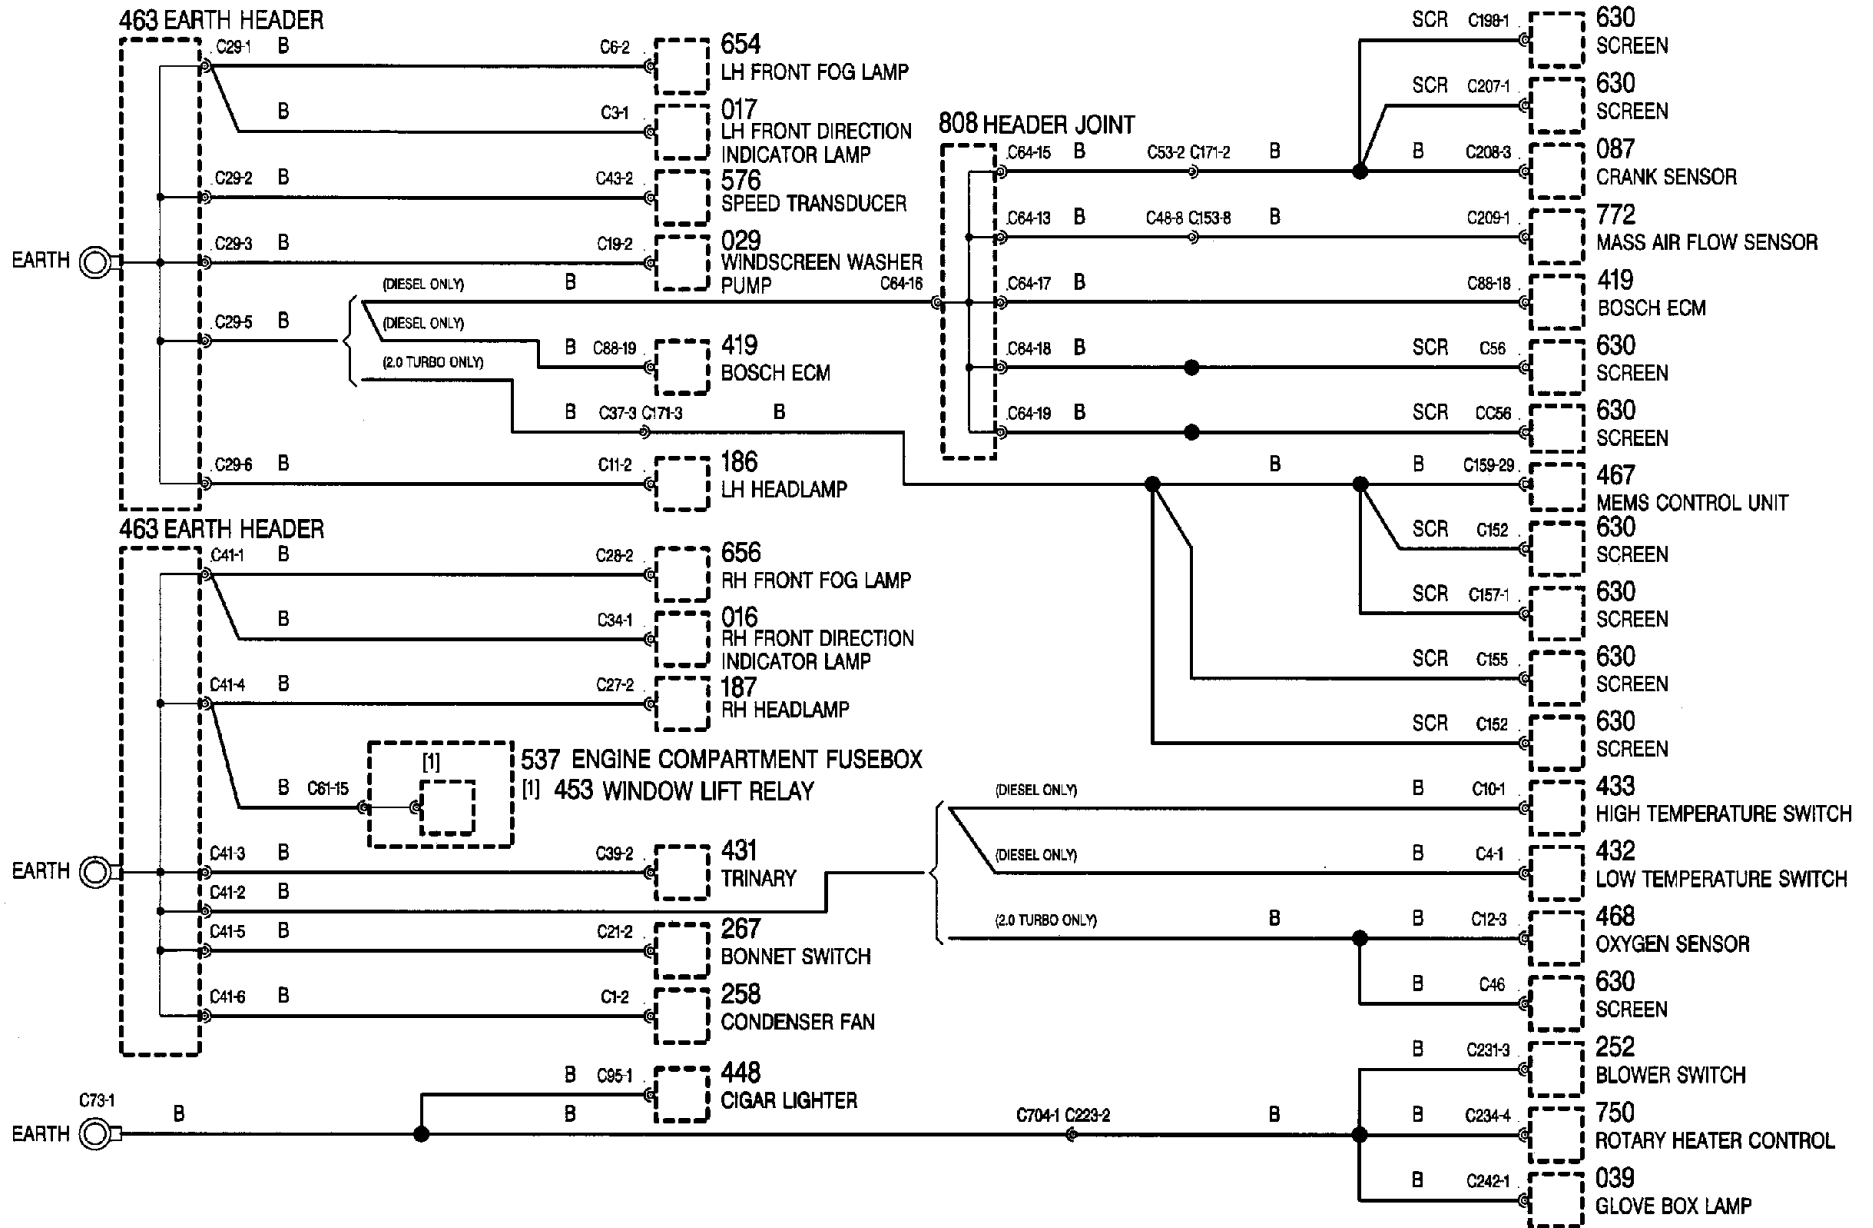 463 EARTH HEADER
C29-1 B C6-2 654
LH FRONT FOG LAMP
B C3-1 017
LH FRONT DIRECTION
INDICATOR LAMP
C29-2 B C43-2 576
SPEED TRANSDUCER
EARTH
C29-3 B C19-2 029
WINDSCREEN WASHER
PUMP
C29-5 B
(DIESEL ONLY) B C64-16
(DIESEL ONLY)
B C88-19 419
BOSCH ECM
(2.0 TURBO ONLY)
B C37-3 C171-3 B
C29-6 B C11-2 186
LH HEADLAMP
808 HEADER JOINT
SCR C198-1 630
SCREEN
SCR C207-1 630
SCREEN
C64-15 B C53-2 C171-2 B B C208-3 087
CRANK SENSOR
C64-13 B C48-8 C153-8 B C209-1 772
MASS AIR FLOW SENSOR
C64-17 B C88-18 419
BOSCH ECM
C64-18 B SCR C56 630
SCREEN
C64-19 B SCR CC56 630
SCREEN
B B C159-29 467
MEMS CONTROL UNIT
SCR C152 630
SCREEN
SCR C157-1 630
SCREEN
SCR C155 630
SCREEN
SCR C152 630
SCREEN
463 EARTH HEADER
C41-1 B C28-2 656
RH FRONT FOG LAMP
B C34-1 016
RH FRONT DIRECTION
INDICATOR LAMP
C41-4 B C27-2 187
RH HEADLAMP
[1] 537 ENGINE COMPARTMENT FUSEBOX
B C61-15 [1] 453 WINDOW LIFT RELAY
EARTH
C41-3 B C39-2 431
TRINARY
C41-2 B
C41-5 B C21-2 267
BONNET SWITCH
C41-6 B C1-2 258
CONDENSER FAN
(DIESEL ONLY) B C10-1 433
HIGH TEMPERATURE SWITCH
(DIESEL ONLY) B C4-1 432
LOW TEMPERATURE SWITCH
(2.0 TURBO ONLY) B B C12-3 468
OXYGEN SENSOR
B C46 630
SCREEN
C73-1
EARTH B
B C95-1 448
CIGAR LIGHTER
B C704-1 C223-2 B
B C231-3 252
BLOWER SWITCH
B C234-4 750
ROTARY HEATER CONTROL
B C242-1 039
GLOVE BOX LAMP